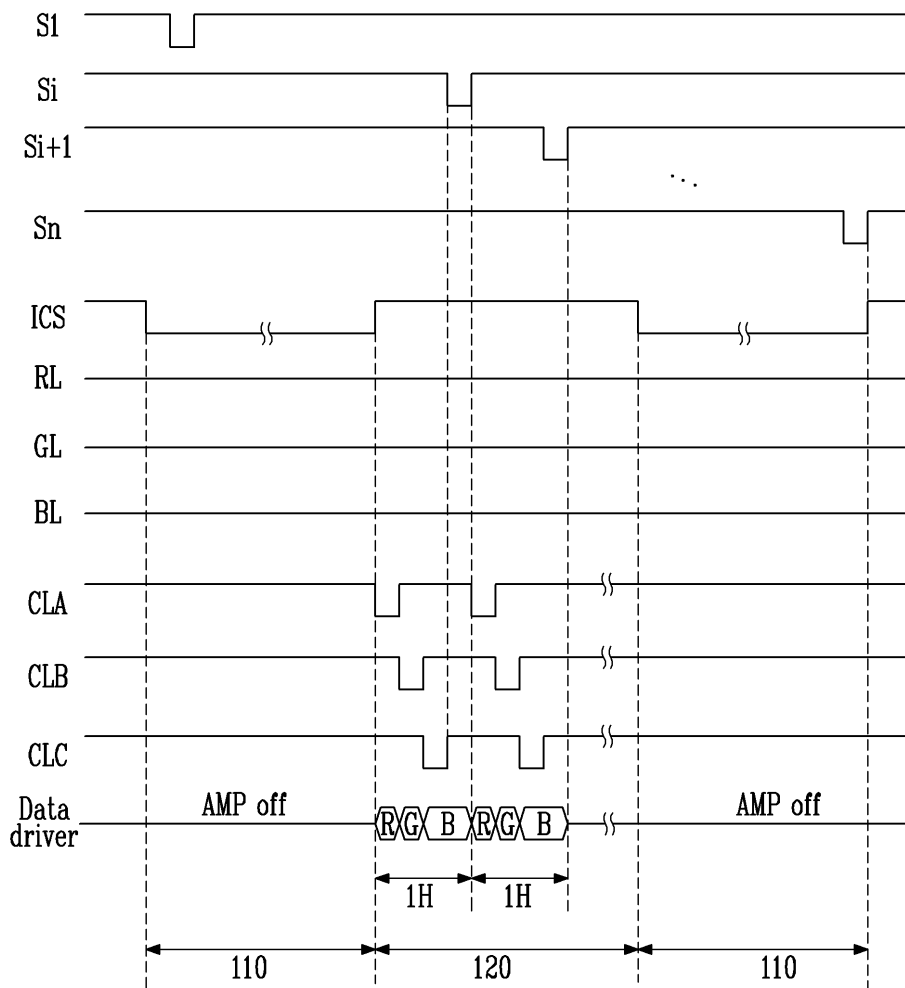 S1
Si
Si+1
Sn
ICS
RL
GL
BL
CLA
CLB
CLC
Data driver
AMP off
R G B R G B
AMP off
1H 1H
110 120 110